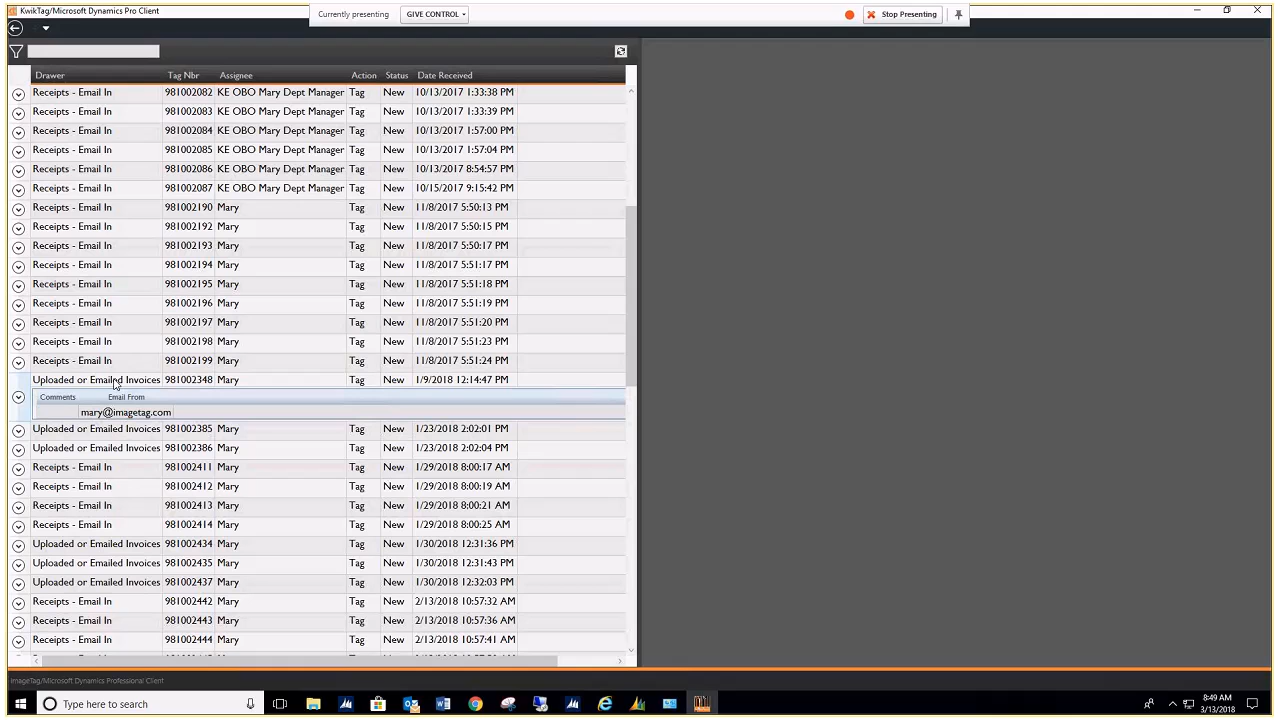 KwikTag/Microsoft Dynamics Pro Client
Currently presenting GIVE CONTROL Stop Presenting
Drawer Tag Nbr Assignee Action Status Date Received
Receipts - Email In 981002082 KE OBO Mary Dept Manager Tag New 10/13/2017 1:33:38 PM
Receipts - Email In 981002083 KE OBO Mary Dept Manager Tag New 10/13/2017 1:33:39 PM
Receipts - Email In 981002084 KE OBO Mary Dept Manager Tag New 10/13/2017 1:57:00 PM
Receipts - Email In 981002085 KE OBO Mary Dept Manager Tag New 10/13/2017 1:57:04 PM
Receipts - Email In 981002086 KE OBO Mary Dept Manager Tag New 10/13/2017 8:54:57 PM
Receipts - Email In 981002087 KE OBO Mary Dept Manager Tag New 10/15/2017 9:15:42 PM
Receipts - Email In 981002190 Mary Tag New 11/8/2017 5:50:13 PM
Receipts - Email In 981002192 Mary Tag New 11/8/2017 5:50:15 PM
Receipts - Email In 981002193 Mary Tag New 11/8/2017 5:50:17 PM
Receipts - Email In 981002194 Mary Tag New 11/8/2017 5:51:17 PM
Receipts - Email In 981002195 Mary Tag New 11/8/2017 5:51:18 PM
Receipts - Email In 981002196 Mary Tag New 11/8/2017 5:51:19 PM
Receipts - Email In 981002197 Mary Tag New 11/8/2017 5:51:20 PM
Receipts - Email In 981002198 Mary Tag New 11/8/2017 5:51:23 PM
Receipts - Email In 981002199 Mary Tag New 11/8/2017 5:51:24 PM
Uploaded or Emailed Invoices 981002348 Mary Tag New 1/9/2018 12:14:47 PM
Comments Email From
mary@imagetag.com
Uploaded or Emailed Invoices 981002385 Mary Tag New 1/23/2018 2:02:01 PM
Uploaded or Emailed Invoices 981002386 Mary Tag New 1/23/2018 2:02:04 PM
Receipts - Email In 981002411 Mary Tag New 1/29/2018 8:00:17 AM
Receipts - Email In 981002412 Mary Tag New 1/29/2018 8:00:19 AM
Receipts - Email In 981002413 Mary Tag New 1/29/2018 8:00:21 AM
Receipts - Email In 981002414 Mary Tag New 1/29/2018 8:00:25 AM
Uploaded or Emailed Invoices 981002434 Mary Tag New 1/30/2018 12:31:36 PM
Uploaded or Emailed Invoices 981002435 Mary Tag New 1/30/2018 12:31:43 PM
Uploaded or Emailed Invoices 981002437 Mary Tag New 1/30/2018 12:32:03 PM
Receipts - Email In 981002442 Mary Tag New 2/13/2018 10:57:32 AM
Receipts - Email In 981002443 Mary Tag New 2/13/2018 10:57:36 AM
Receipts - Email In 981002444 Mary Tag New 2/13/2018 10:57:41 AM
ImageTag/Microsoft Dynamics Professional Client
Type here to search
8:49 AM
3/13/2018